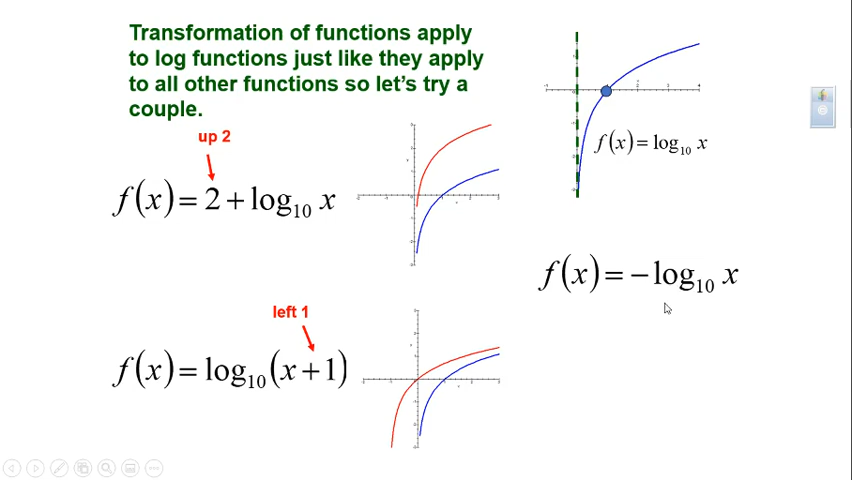 Transformation of functions apply
to log functions just like they apply
to all other functions so let's try a
couple.
up 2
f(x) = 2 + log₁₀ x
f(x) = log₁₀ x
f(x) = − log₁₀ x
left 1
f(x) = log₁₀ (x + 1)